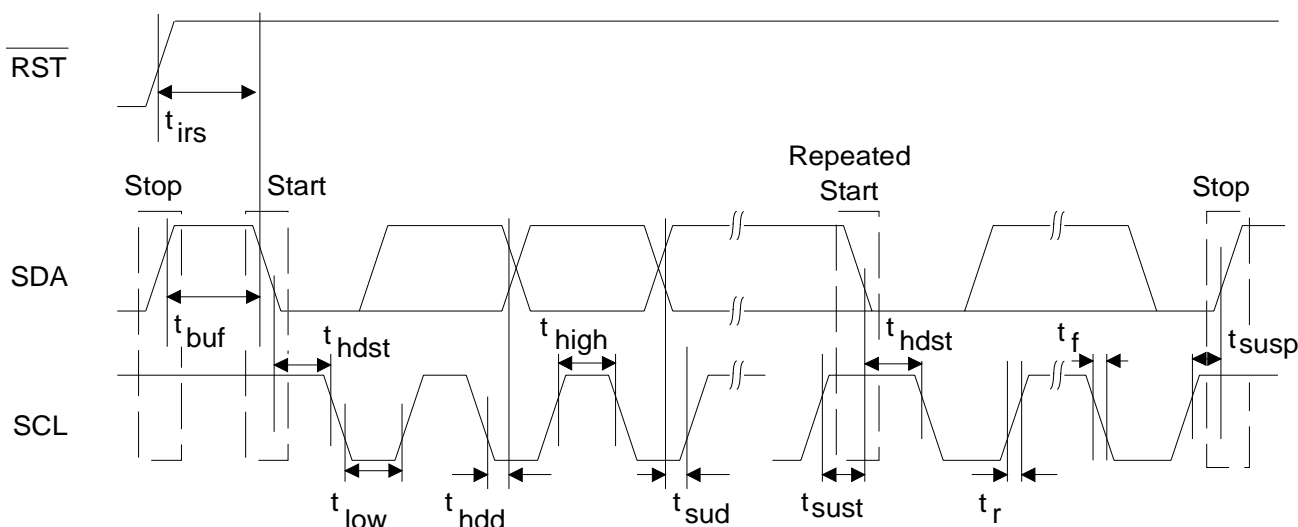 RST
t irs
Repeated
Stop Start Start Stop
SDA
t buf t hdst t high t hdst t f t susp
SCL
t low t hdd t sud t sust t r